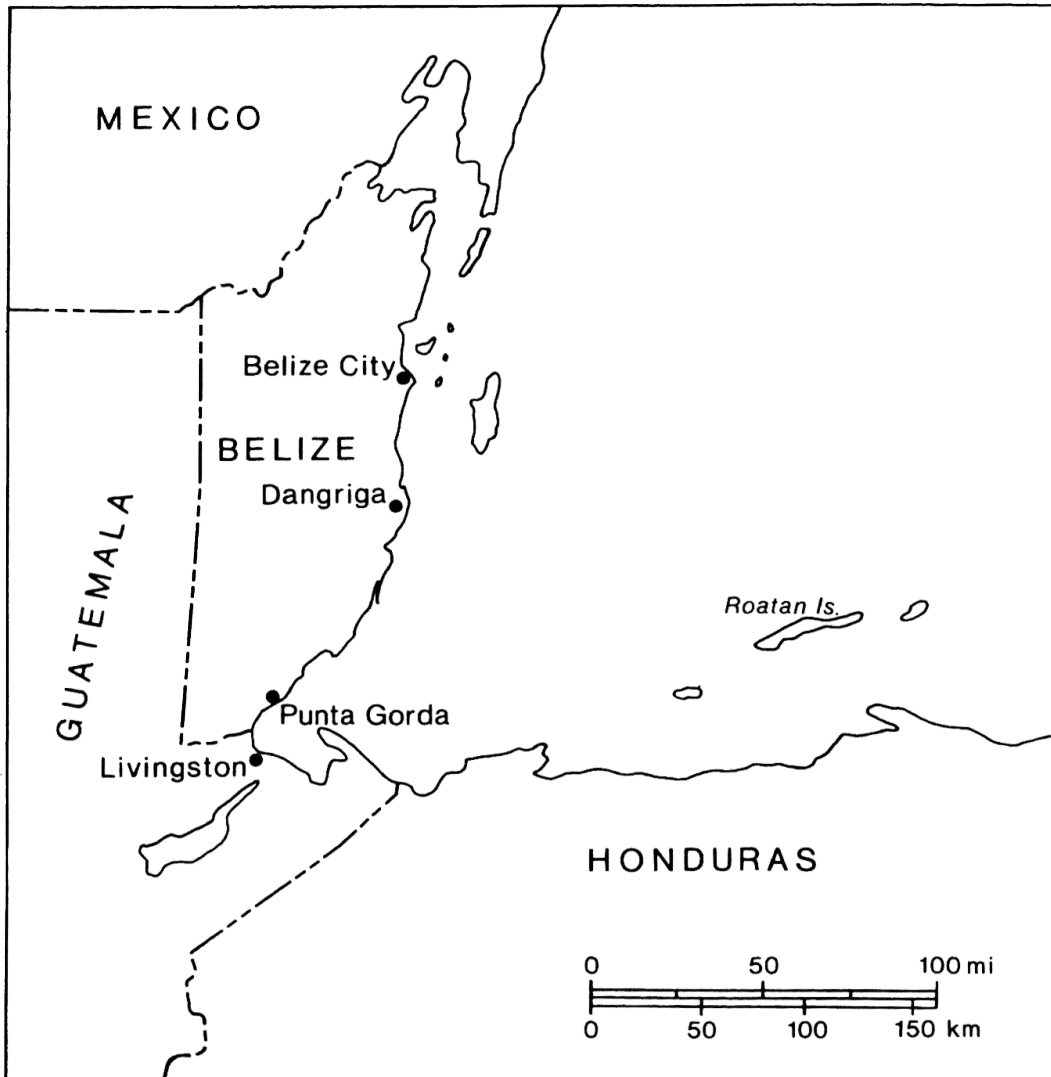 MEXICO
Belize City
BELIZE
Dangriga
GUATEMALA
Roatan Is.
Punta Gorda
Livingston
HONDURAS
0 50 100 mi
0 50 100 150 km